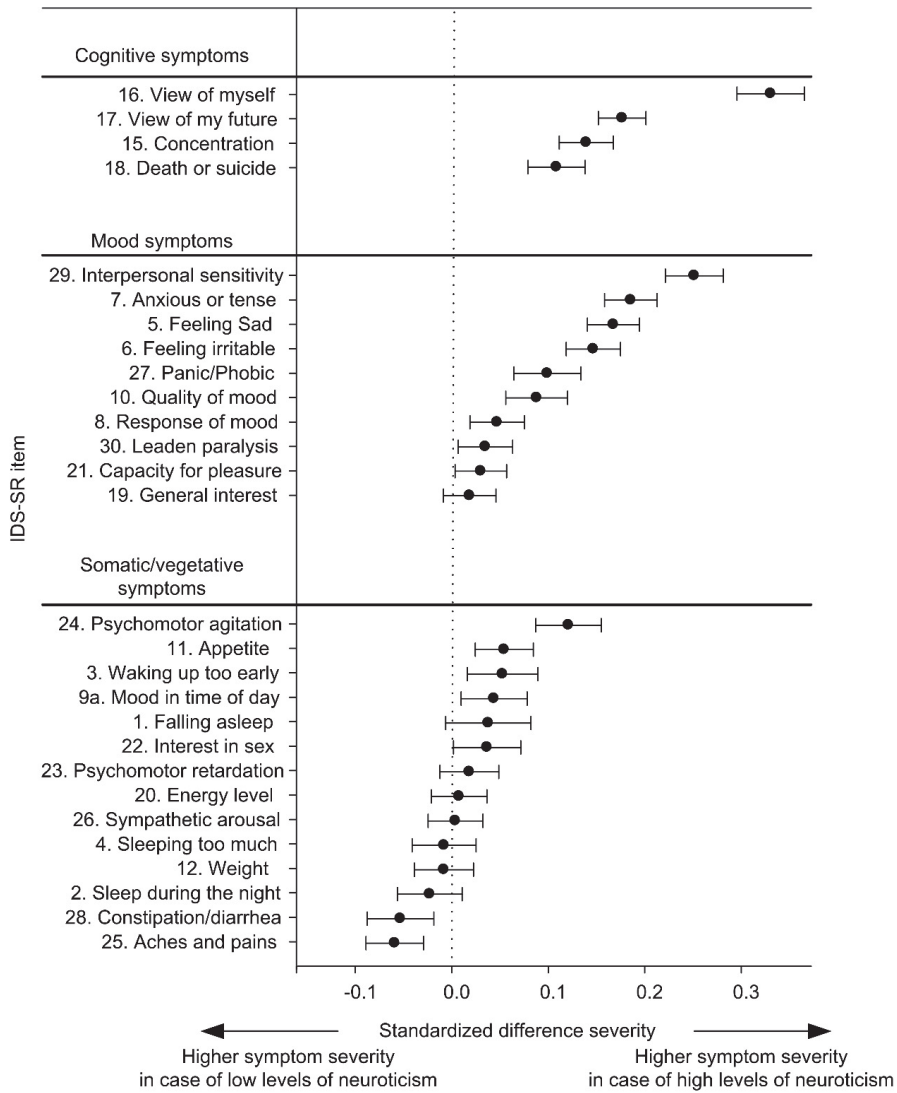 Cognitive symptoms
16. View of myself
17. View of my future
15. Concentration
18. Death or suicide
Mood symptoms
29. Interpersonal sensitivity
7. Anxious or tense
5. Feeling Sad
6. Feeling irritable
27. Panic/Phobic
10. Quality of mood
8. Response of mood
30. Leaden paralysis
21. Capacity for pleasure
19. General interest
IDS-SR item
Somatic/vegetative
symptoms
24. Psychomotor agitation
11. Appetite
3. Waking up too early
9a. Mood in time of day
1. Falling asleep
22. Interest in sex
23. Psychomotor retardation
20. Energy level
26. Sympathetic arousal
4. Sleeping too much
12. Weight
2. Sleep during the night
28. Constipation/diarrhea
25. Aches and pains
-0.1 0.0 0.1 0.2 0.3
Standardized difference severity
Higher symptom severity
in case of low levels of neuroticism
Higher symptom severity
in case of high levels of neuroticism